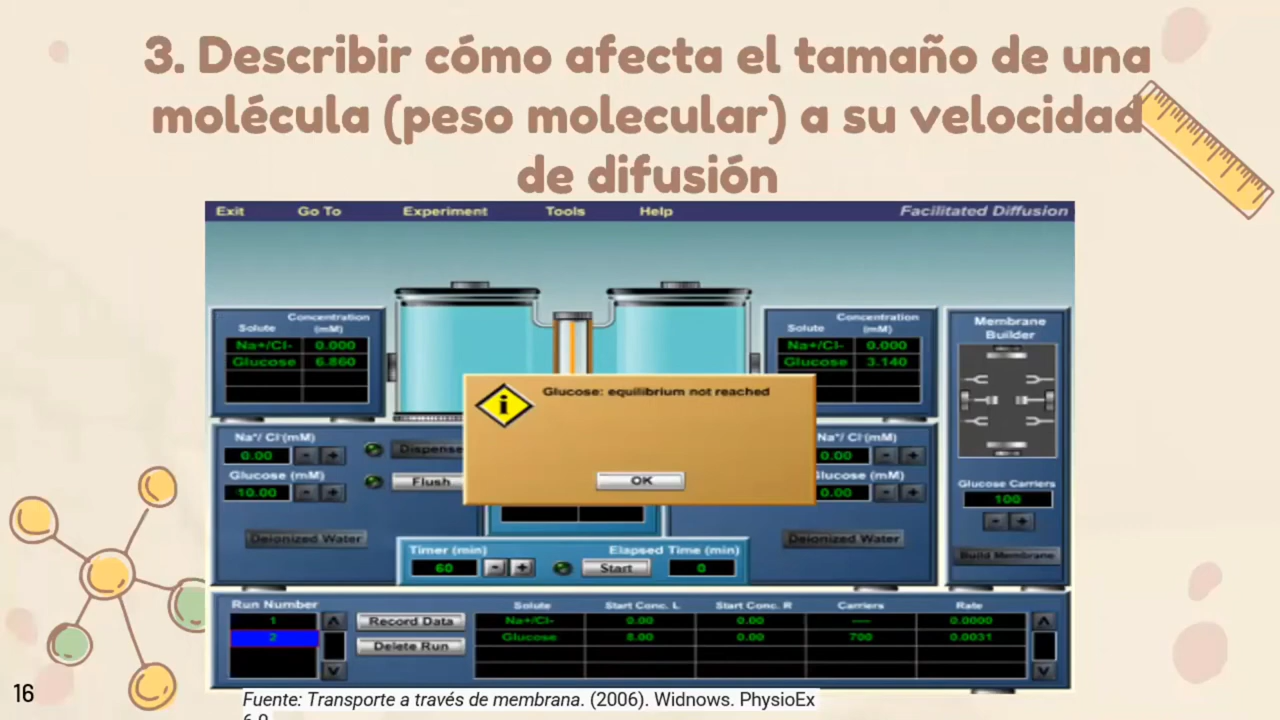 3. Describir cómo afecta el tamaño de una
molécula (peso molecular) a su velocidad
de difusión
Exit Go To Experiment Tools Help Facilitated Diffusion
Solute Concentration (mM)
Na+/Cl- 0.000
Glucose 6.860
Solute Concentration (mM)
Na+/Cl- 0.000
Glucose 3.140
Membrane
Builder
Glucose: equilibrium not reached
OK
Na+/ Cl-(mM)
0.00 - +
Dispense
Glucose (mM)
10.00 - +
Flush
Deionized Water
Na+/ Cl-(mM)
0.00 - +
Glucose (mM)
0.00 - +
Deionized Water
Glucose Carriers
100
- +
Build Membrane
Timer (min) Elapsed Time (min)
60 - + Start 0
Run Number
1
2
Record Data
Delete Run
Solute Start Conc. L Start Conc. R Carriers Rate
Na+/Cl- 0.00 0.00 ---- 0.0000
Glucose 8.00 0.00 700 0.0031
16
Fuente: Transporte a través de membrana. (2006). Widnows. PhysioEx